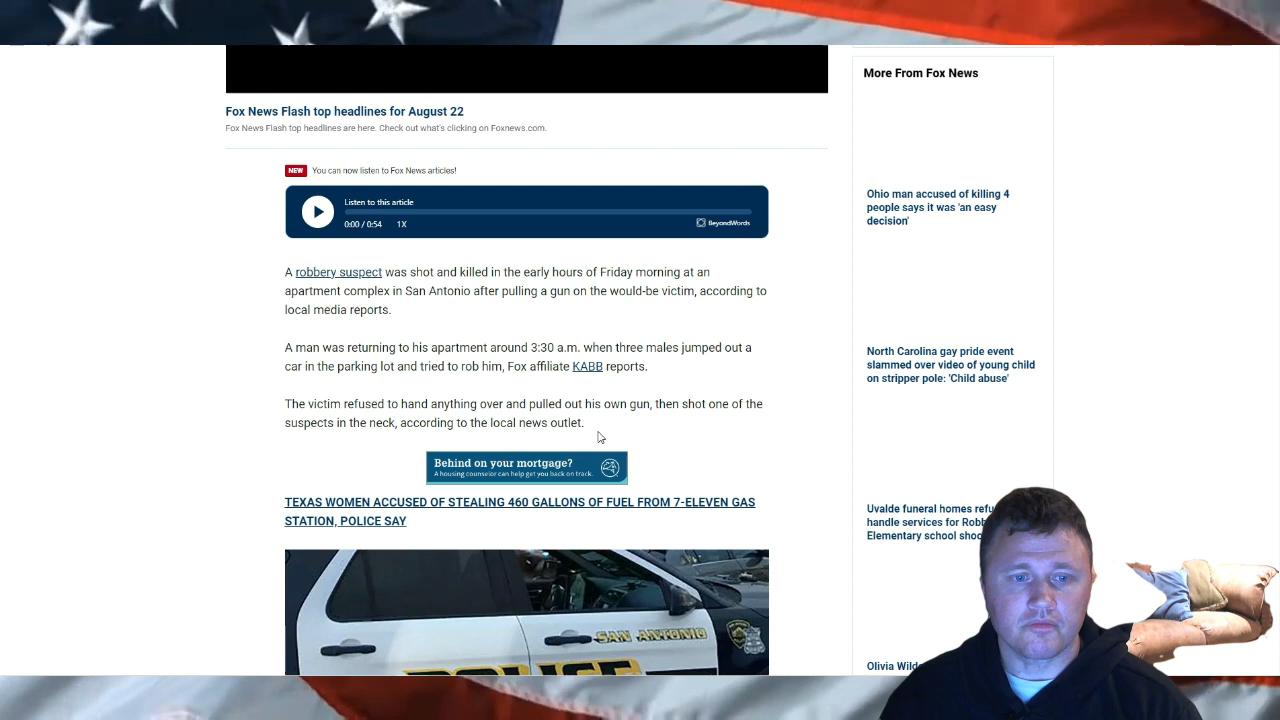 Fox News Flash top headlines for August 22
Fox News Flash top headlines are here. Check out what's clicking on Foxnews.com.
NEW You can now listen to Fox News articles!
Listen to this article
0:00 / 0:54 1X BeyondWords
A robbery suspect was shot and killed in the early hours of Friday morning at an
apartment complex in San Antonio after pulling a gun on the would-be victim, according to
local media reports.
A man was returning to his apartment around 3:30 a.m. when three males jumped out a
car in the parking lot and tried to rob him, Fox affiliate KABB reports.
The victim refused to hand anything over and pulled out his own gun, then shot one of the
suspects in the neck, according to the local news outlet.
Behind on your mortgage?
A housing counselor can help get you back on track.
TEXAS WOMEN ACCUSED OF STEALING 460 GALLONS OF FUEL FROM 7-ELEVEN GAS
STATION, POLICE SAY
SAN ANTONIO
POLICE
More From Fox News
Ohio man accused of killing 4
people says it was 'an easy
decision'
North Carolina gay pride event
slammed over video of young child
on stripper pole: 'Child abuse'
Uvalde funeral homes refu
handle services for Robb
Elementary school shoo
Olivia Wilde